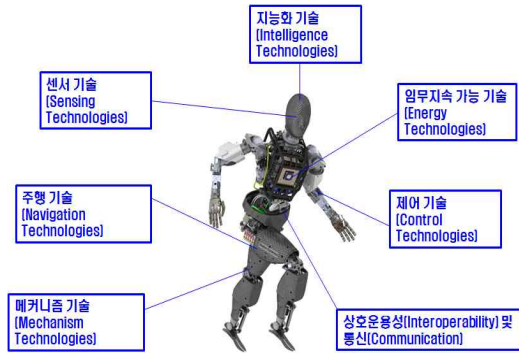 지능화 기술
(Intelligence
Technologies)
센서 기술
(Sensing
Technologies)
임무지속 가능 기술
(Energy
Technologies)
주행 기술
(Navigation
Technologies)
제어 기술
(Control
Technologies)
메커니즘 기술
(Mechanism
Technologies)
상호운용성(Interoperability) 및
통신(Communication)